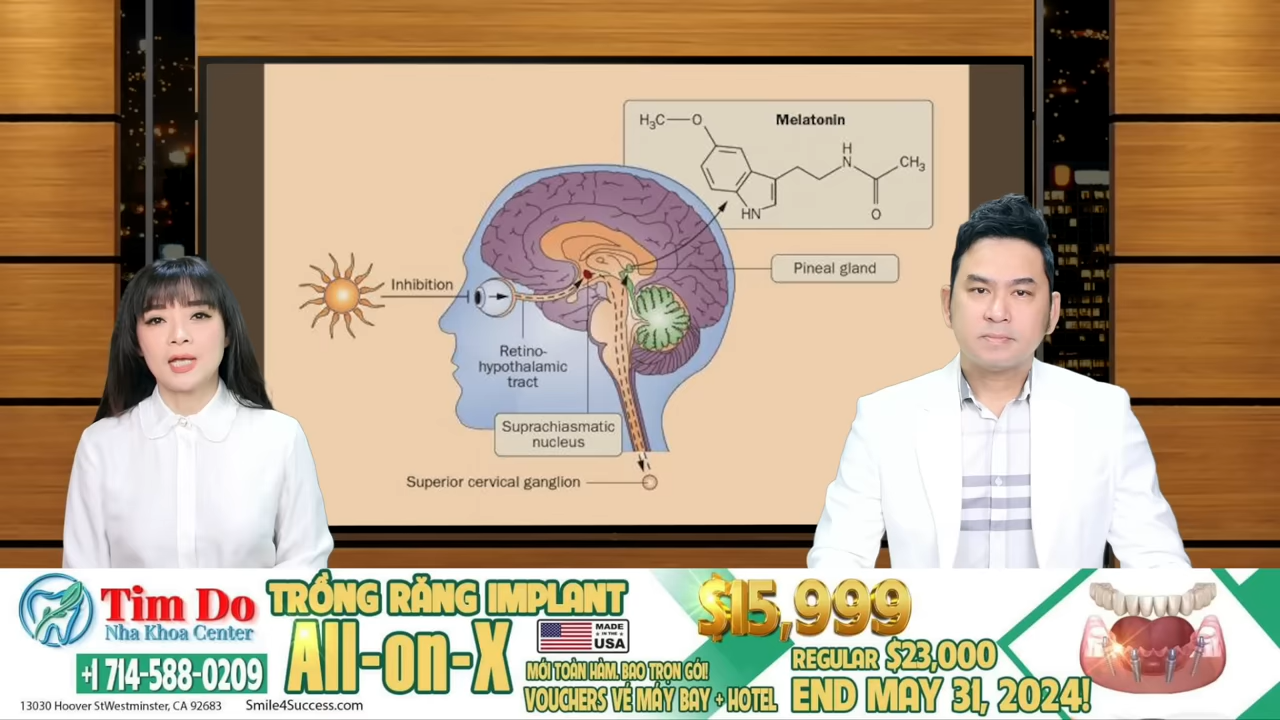 H₃C
O
Melatonin
H
N
CH₃
HN
O
Inhibition
Pineal gland
Retino-
hypothalamic
tract
Suprachiasmatic
nucleus
Superior cervical ganglion
Tim Do
Nha Khoa Center
+1 714-588-0209
13030 Hoover StWestminster, CA 92683
Smile4Success.com
TRỒNG RĂNG IMPLANT
All-on-X
MADE
IN THE
USA
MỖI TOÀN HÀM. BAO TRỌN GÓI!
VOUCHERS VÉ MÁY BAY + HOTEL
$15,999
REGULAR $23,000
END MAY 31, 2024!